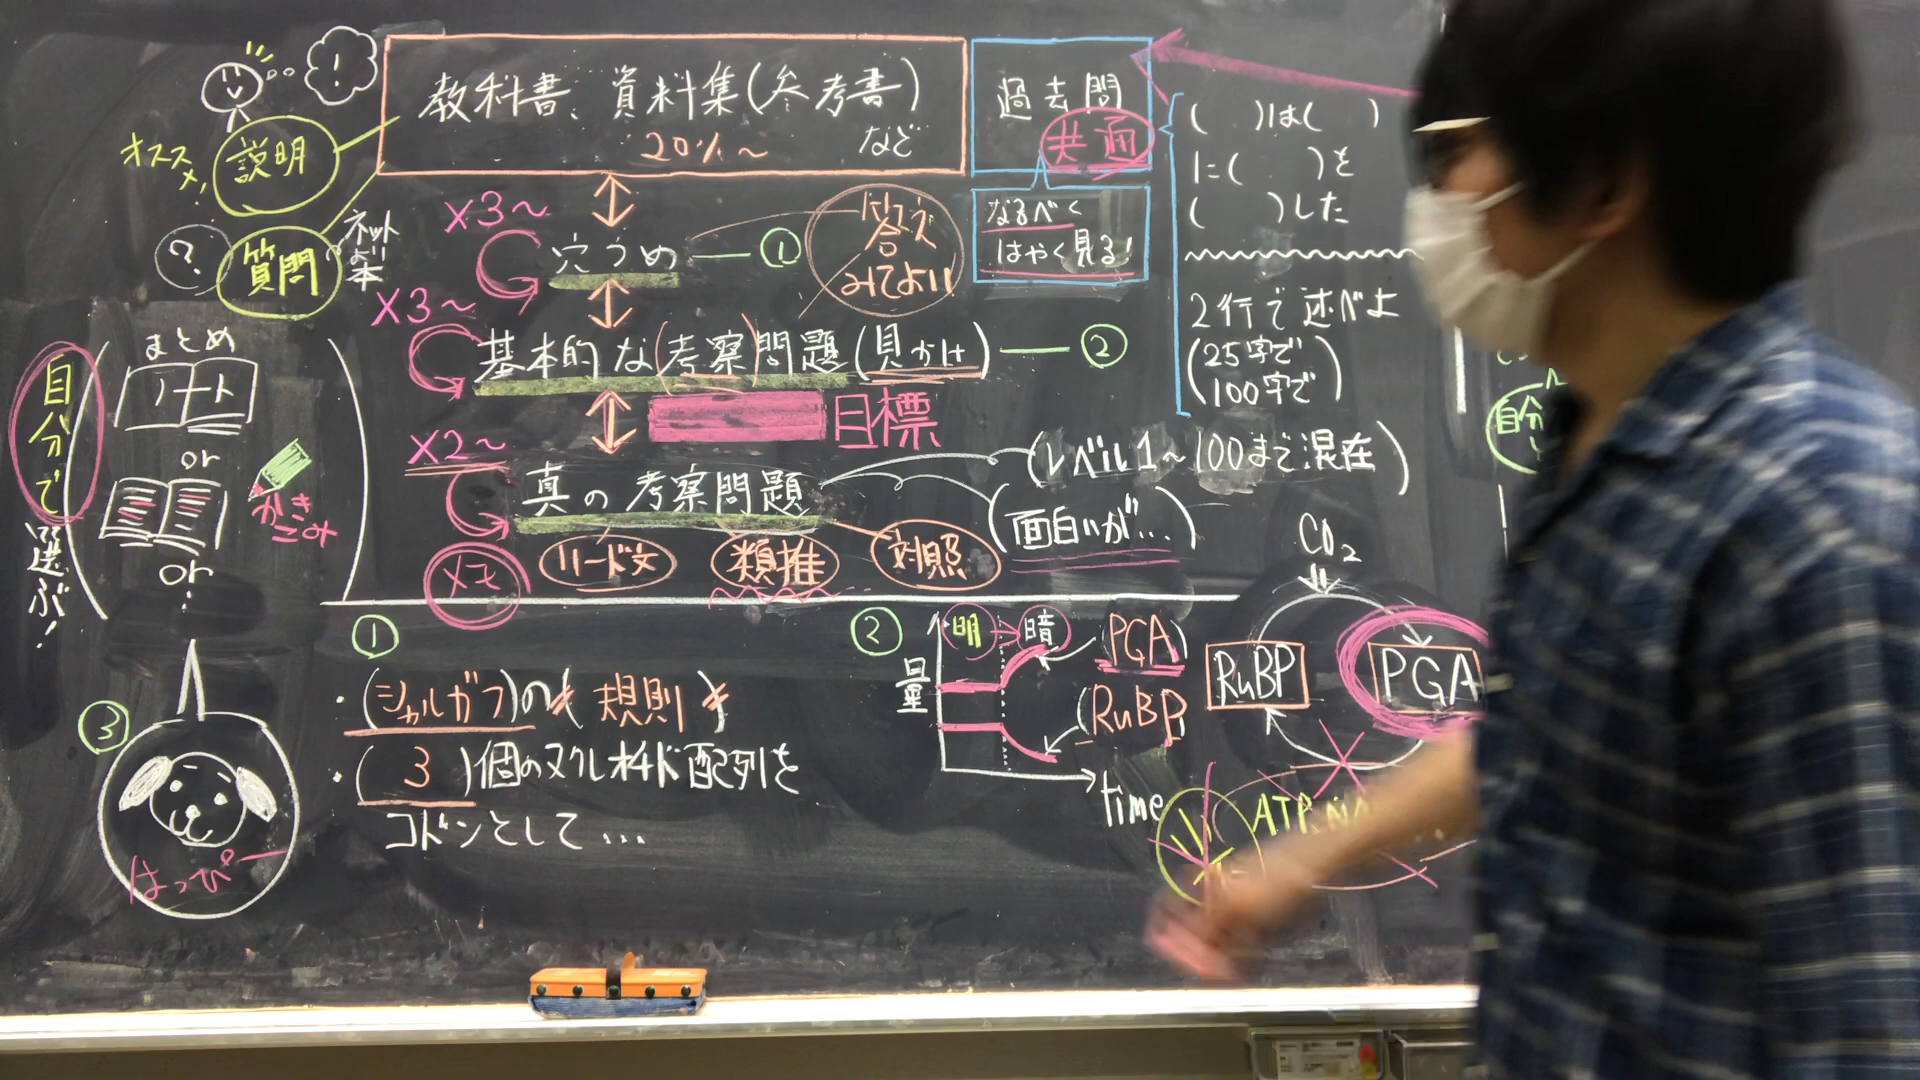 !
教科書、資料集(参考書)
など
20%~
オススメ!
説明
?
質問
ネット
本
過去問
共通
なるべく
はやく見る!
(　)は(　)
に(　)を
(　)した
2行で述べよ
(25字で
100字で)
×3~
穴うめ
①
答え
みてよい!
×3~
基本的な(考察)問題(見かけ)
②
目標
×2~
真の考察問題
(レベル1~100まで混在)
(面白いが…)
リード文
類推
対照
自分で
選ぶ!
まとめ
ノート
or
かき
こみ
or
③
はっぴー
①
・(シャルガフ)の(規則)
・(3)個のヌクレオチド配列を
コドンとして…
②
量
明
暗
PGA
RuBP
time
CO₂
RuBP
PGA
ATP
自分